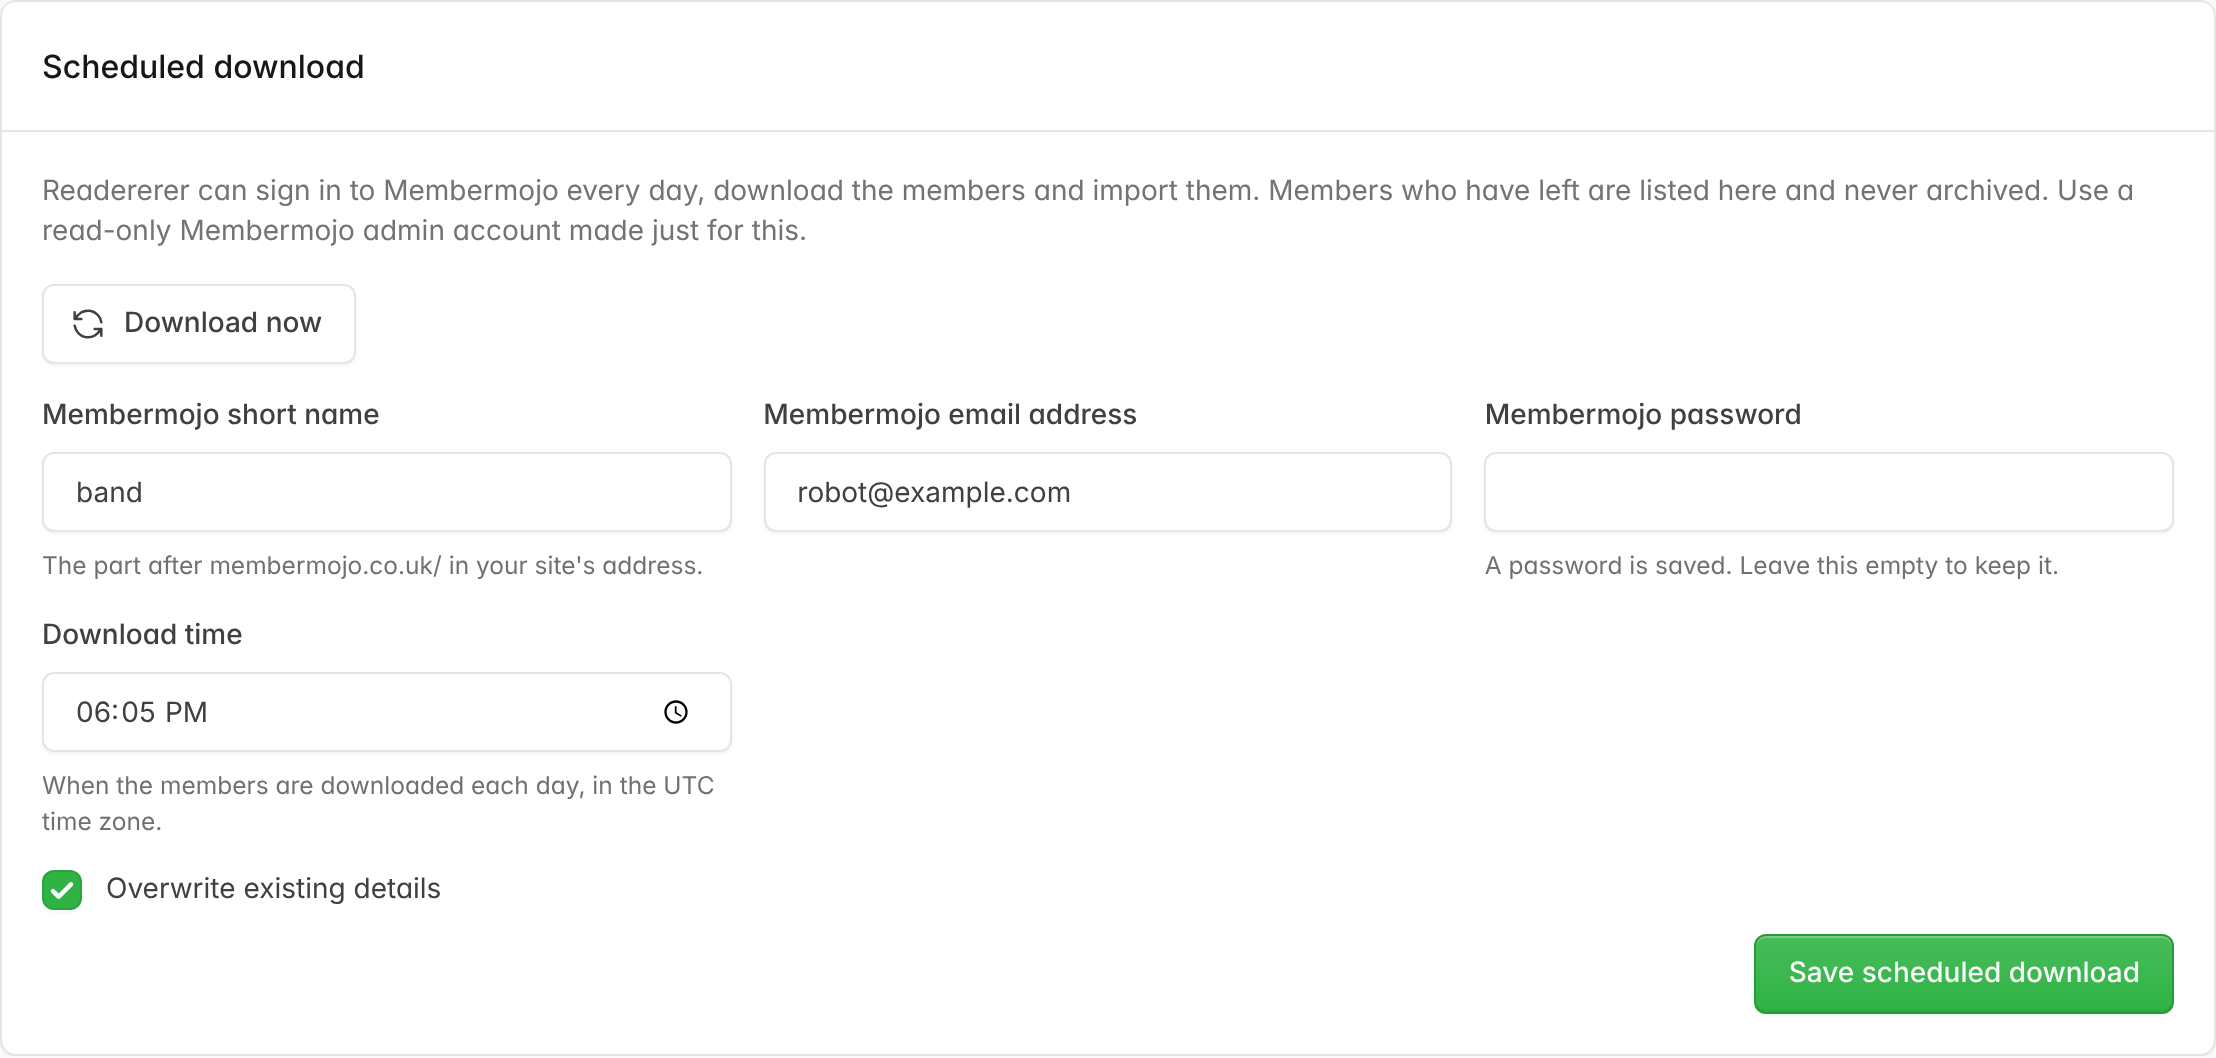 Scheduled download
Readererer can sign in to Membermojo every day, download the members and import them. Members who have left are listed here and never archived. Use a
read-only Membermojo admin account made just for this.
Download now
Membermojo short name
Membermojo email address
Membermojo password
band
robot@example.com
The part after membermojo.co.uk/ in your site's address.
A password is saved. Leave this empty to keep it.
Download time
06:05 PM
When the members are downloaded each day, in the UTC
time zone.
Overwrite existing details
Save scheduled download